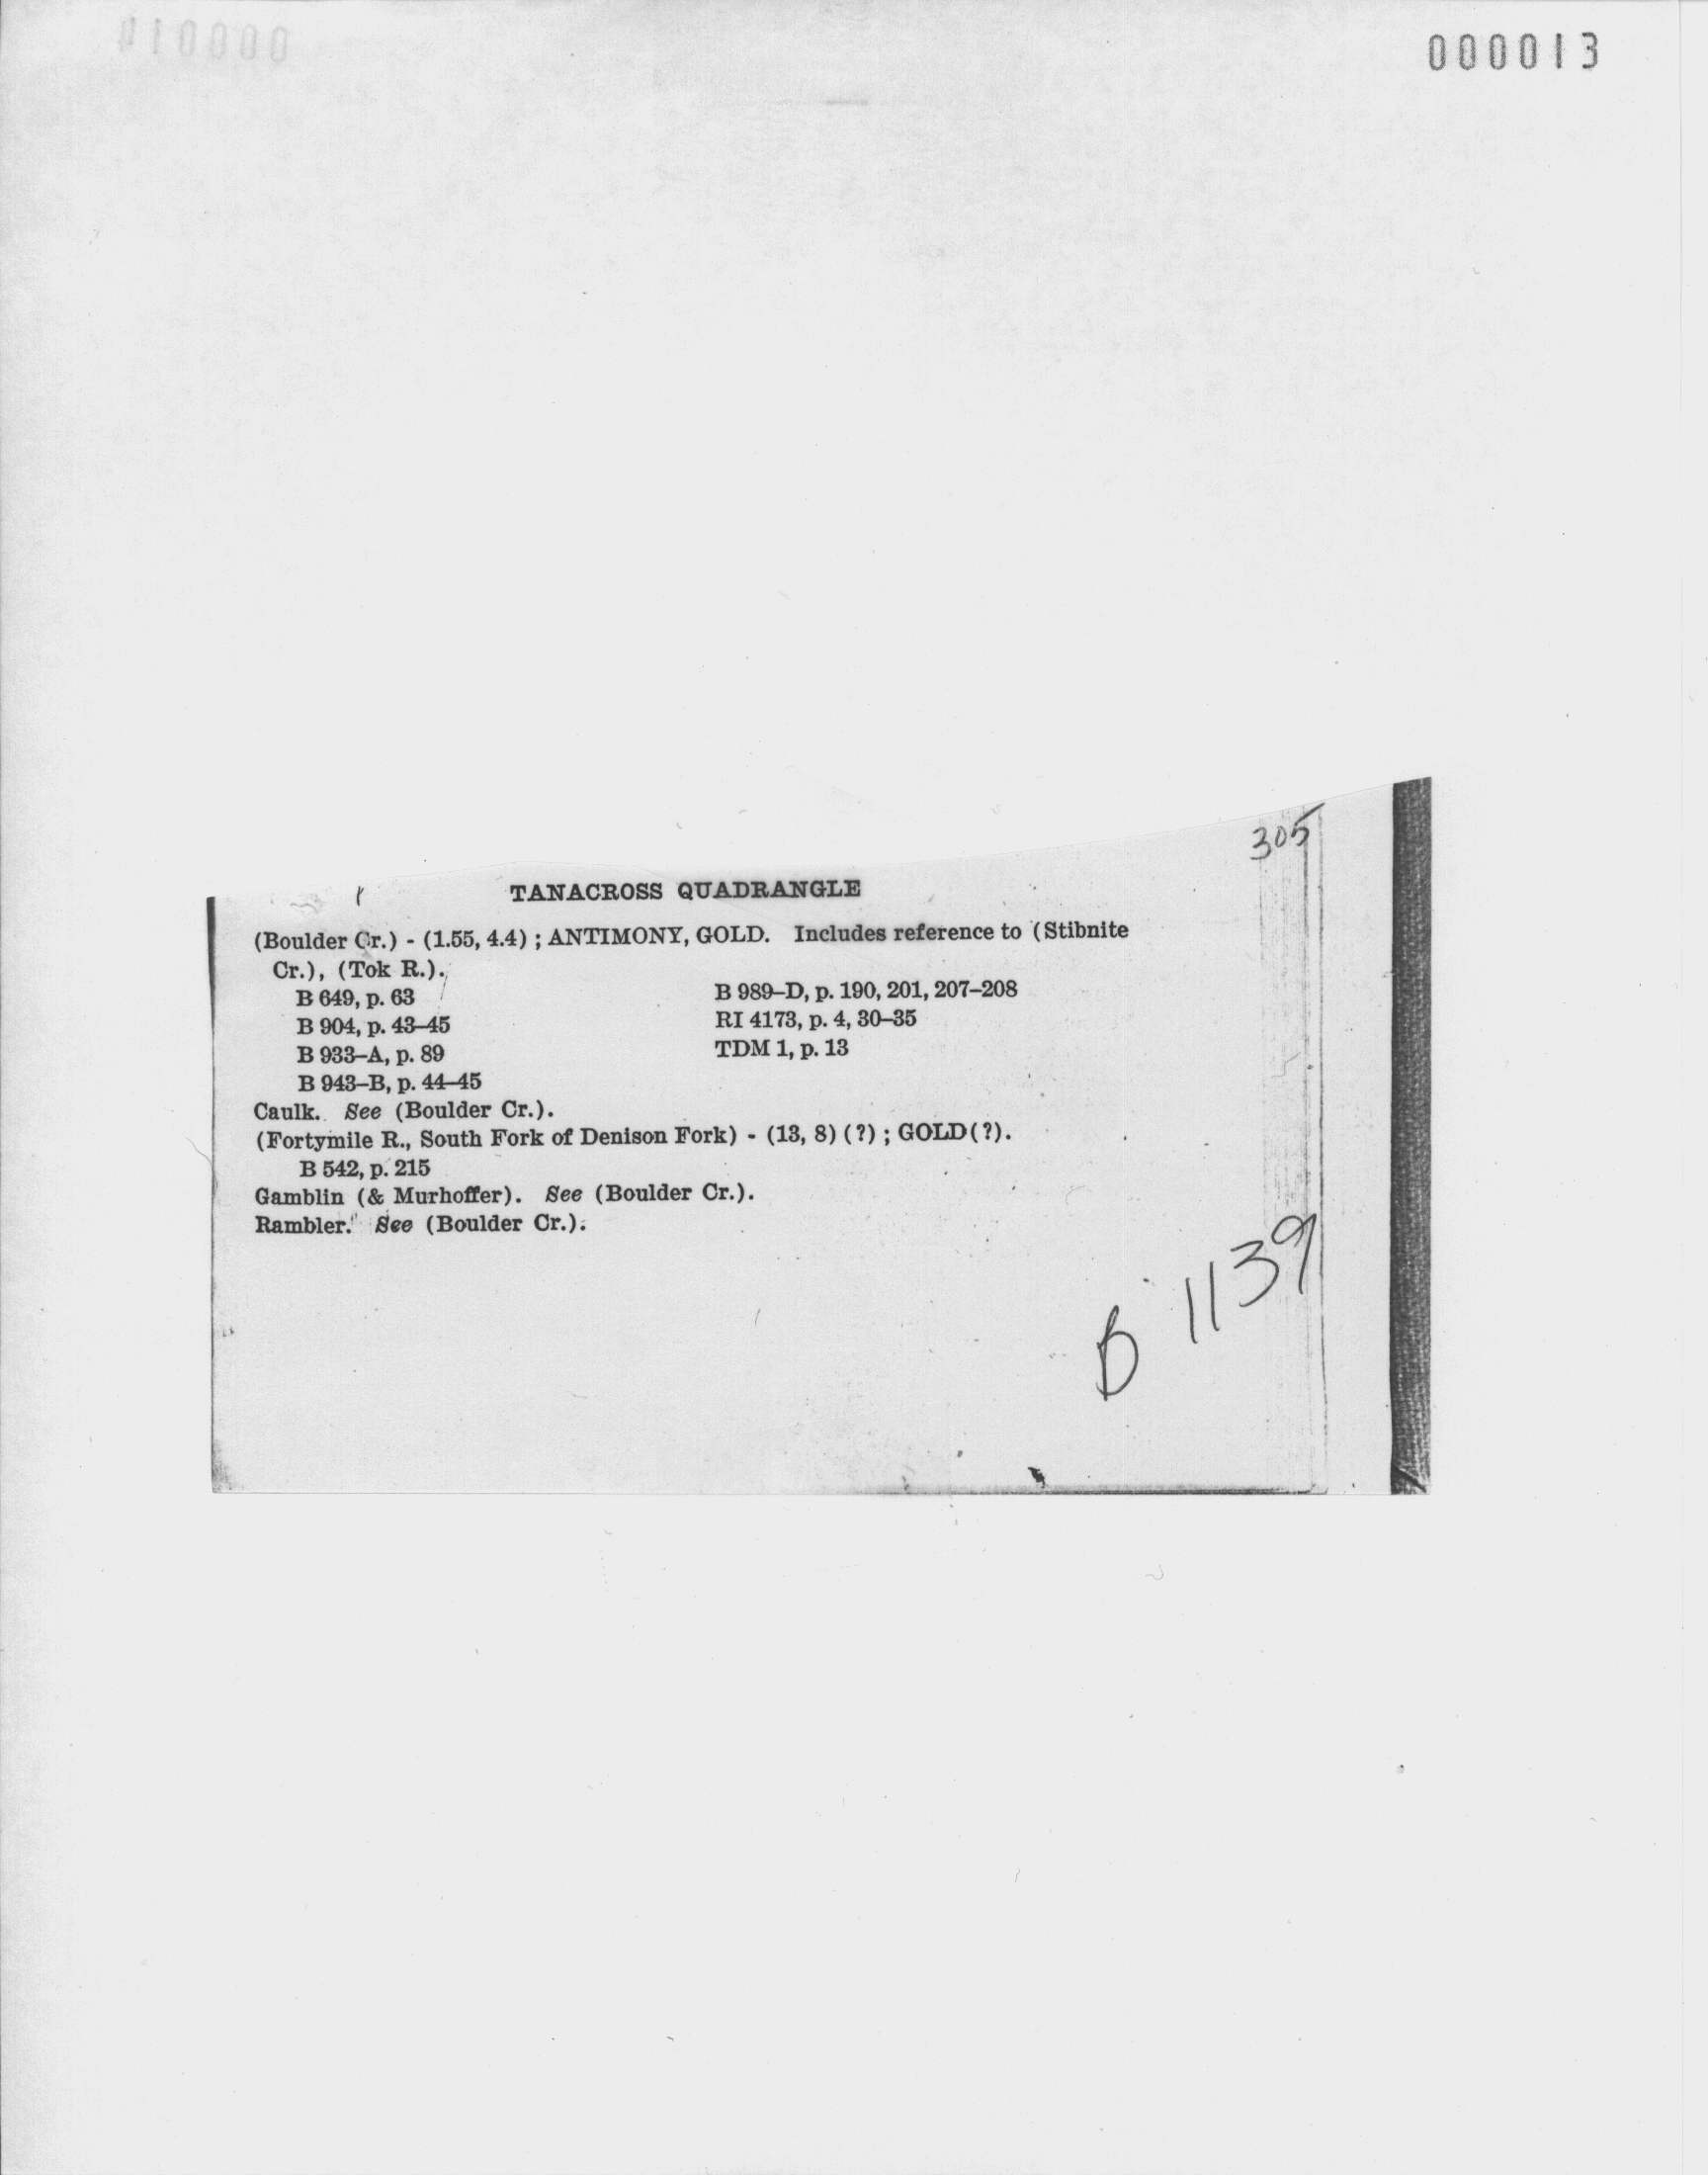 000013
305
TANACROSS QUADRANGLE
(Boulder Cr.) - (1.55, 4.4) ; ANTIMONY, GOLD. Includes reference to (Stibnite
Cr.), (Tok R.).
B 649, p. 63
B 904, p. 43–45
B 933–A, p. 89
B 943–B, p. 44–45
B 989–D, p. 190, 201, 207–208
RI 4173, p. 4, 30–35
TDM 1, p. 13
Caulk. See (Boulder Cr.).
(Fortymile R., South Fork of Denison Fork) - (13, 8) (?) ; GOLD(?).
B 542, p. 215
Gamblin (& Murhoffer). See (Boulder Cr.).
Rambler. See (Boulder Cr.).
B 1139